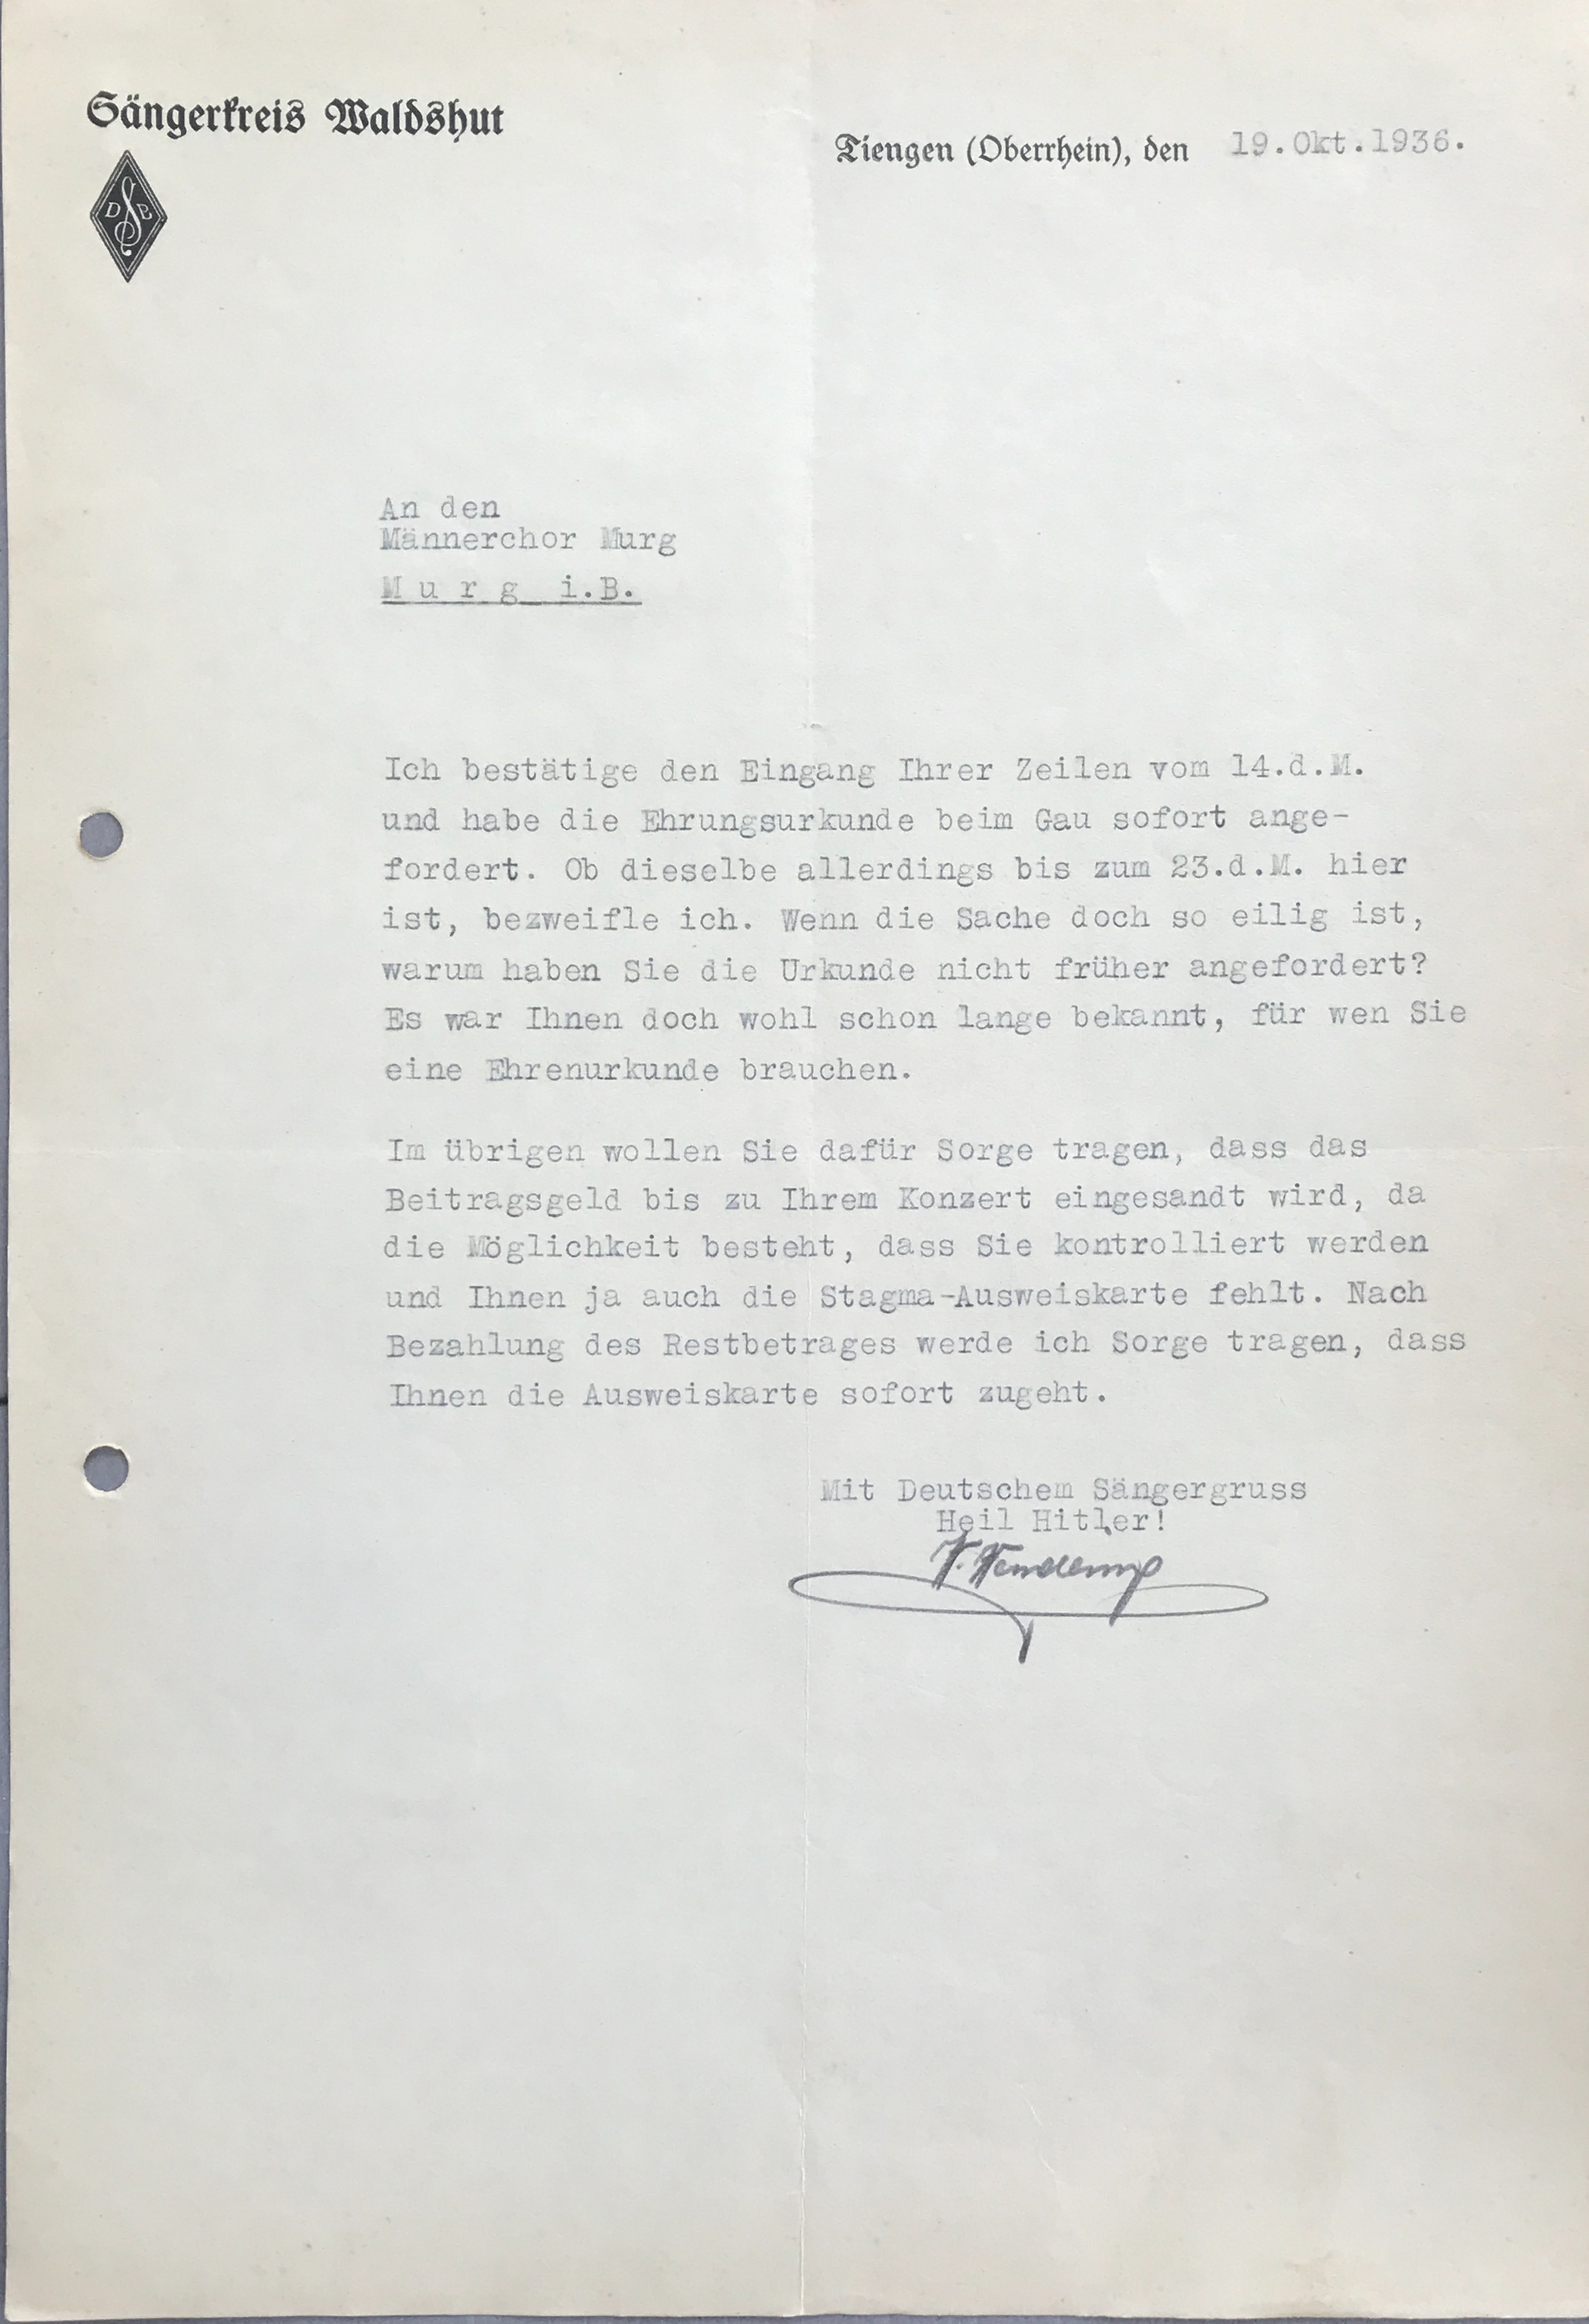 Sängerkreis Waldshut
D S B
Tiengen (Oberrhein), den 19.Okt.1936.
An den
Männerchor Murg
M u r g i.B.
Ich bestätige den Eingang Ihrer Zeilen vom 14.d.M.
und habe die Ehrungsurkunde beim Gau sofort ange-
fordert. Ob dieselbe allerdings bis zum 23.d.M. hier
ist, bezweifle ich. Wenn die Sache doch so eilig ist,
warum haben Sie die Urkunde nicht früher angefordert?
Es war Ihnen doch wohl schon lange bekannt, für wen Sie
eine Ehrenurkunde brauchen.
Im übrigen wollen Sie dafür Sorge tragen, dass das
Beitragsgeld bis zu Ihrem Konzert eingesandt wird, da
die Möglichkeit besteht, dass Sie kontrolliert werden
und Ihnen ja auch die Stagma-Ausweiskarte fehlt. Nach
Bezahlung des Restbetrages werde ich Sorge tragen, dass
Ihnen die Ausweiskarte sofort zugeht.
Mit Deutschem Sängergruss
Heil Hitler!